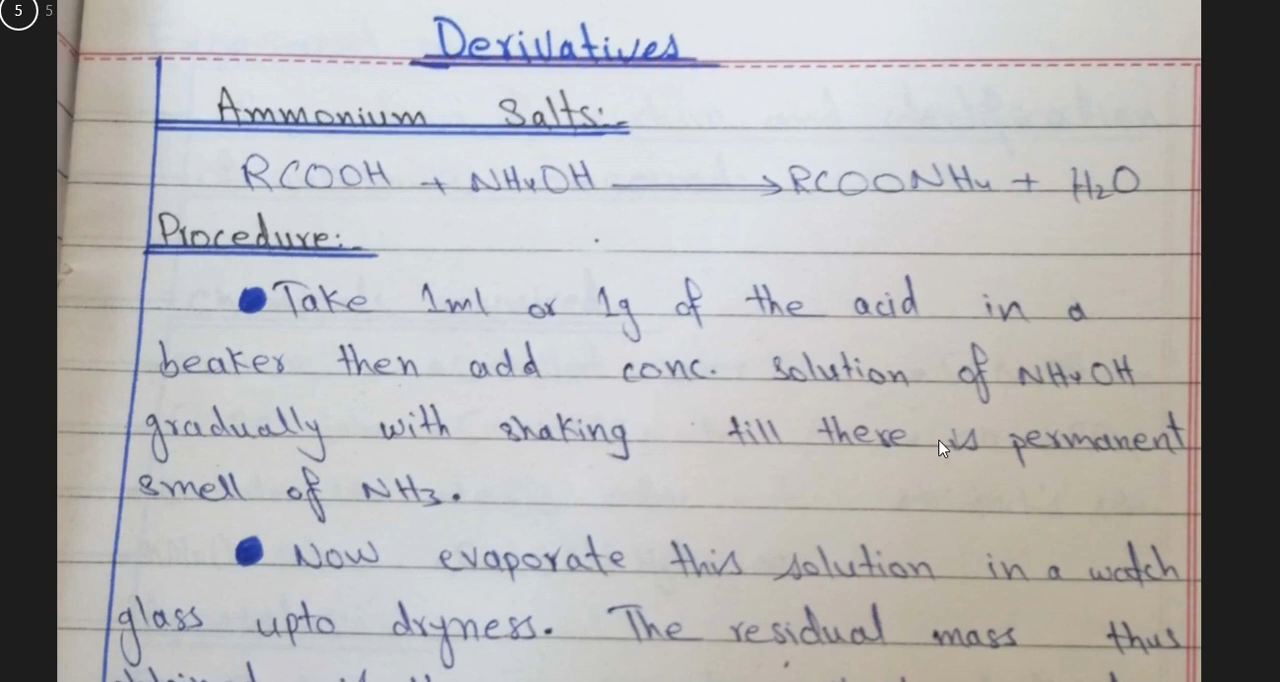 5 5
Derivatives
Ammonium Salts:-
RCOOH + NH4OH → RCOONH4 + H2O
Procedure:-
● Take 1ml or 1g of the acid in a
beaker then add conc. solution of NH4OH
gradually with shaking till there is permanent
smell of NH3.
● Now evaporate this solution in a watch
glass upto dryness. The residual mass thus